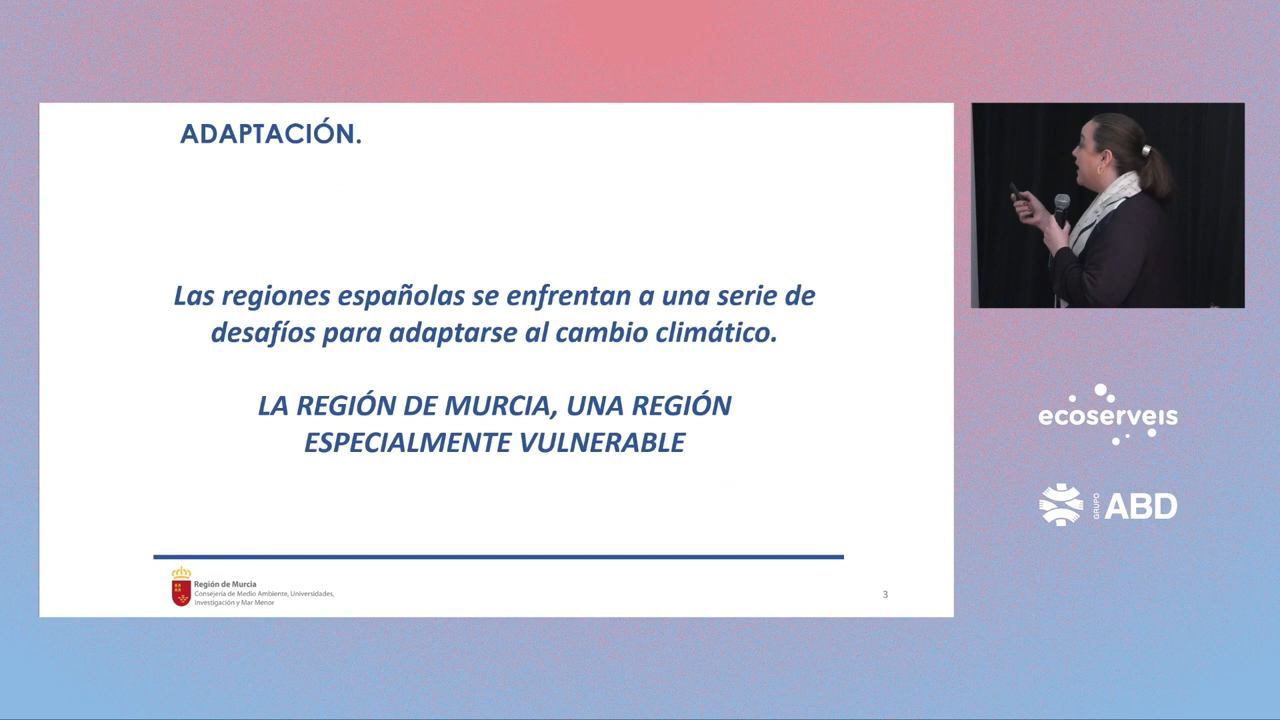 ADAPTACIÓN.
Las regiones españolas se enfrentan a una serie de
desafíos para adaptarse al cambio climático.
LA REGIÓN DE MURCIA, UNA REGIÓN
ESPECIALMENTE VULNERABLE
Región de Murcia
Consejería de Medio Ambiente, Universidades,
Investigación y Mar Menor
3
ecoserveis
GRUPO ABD